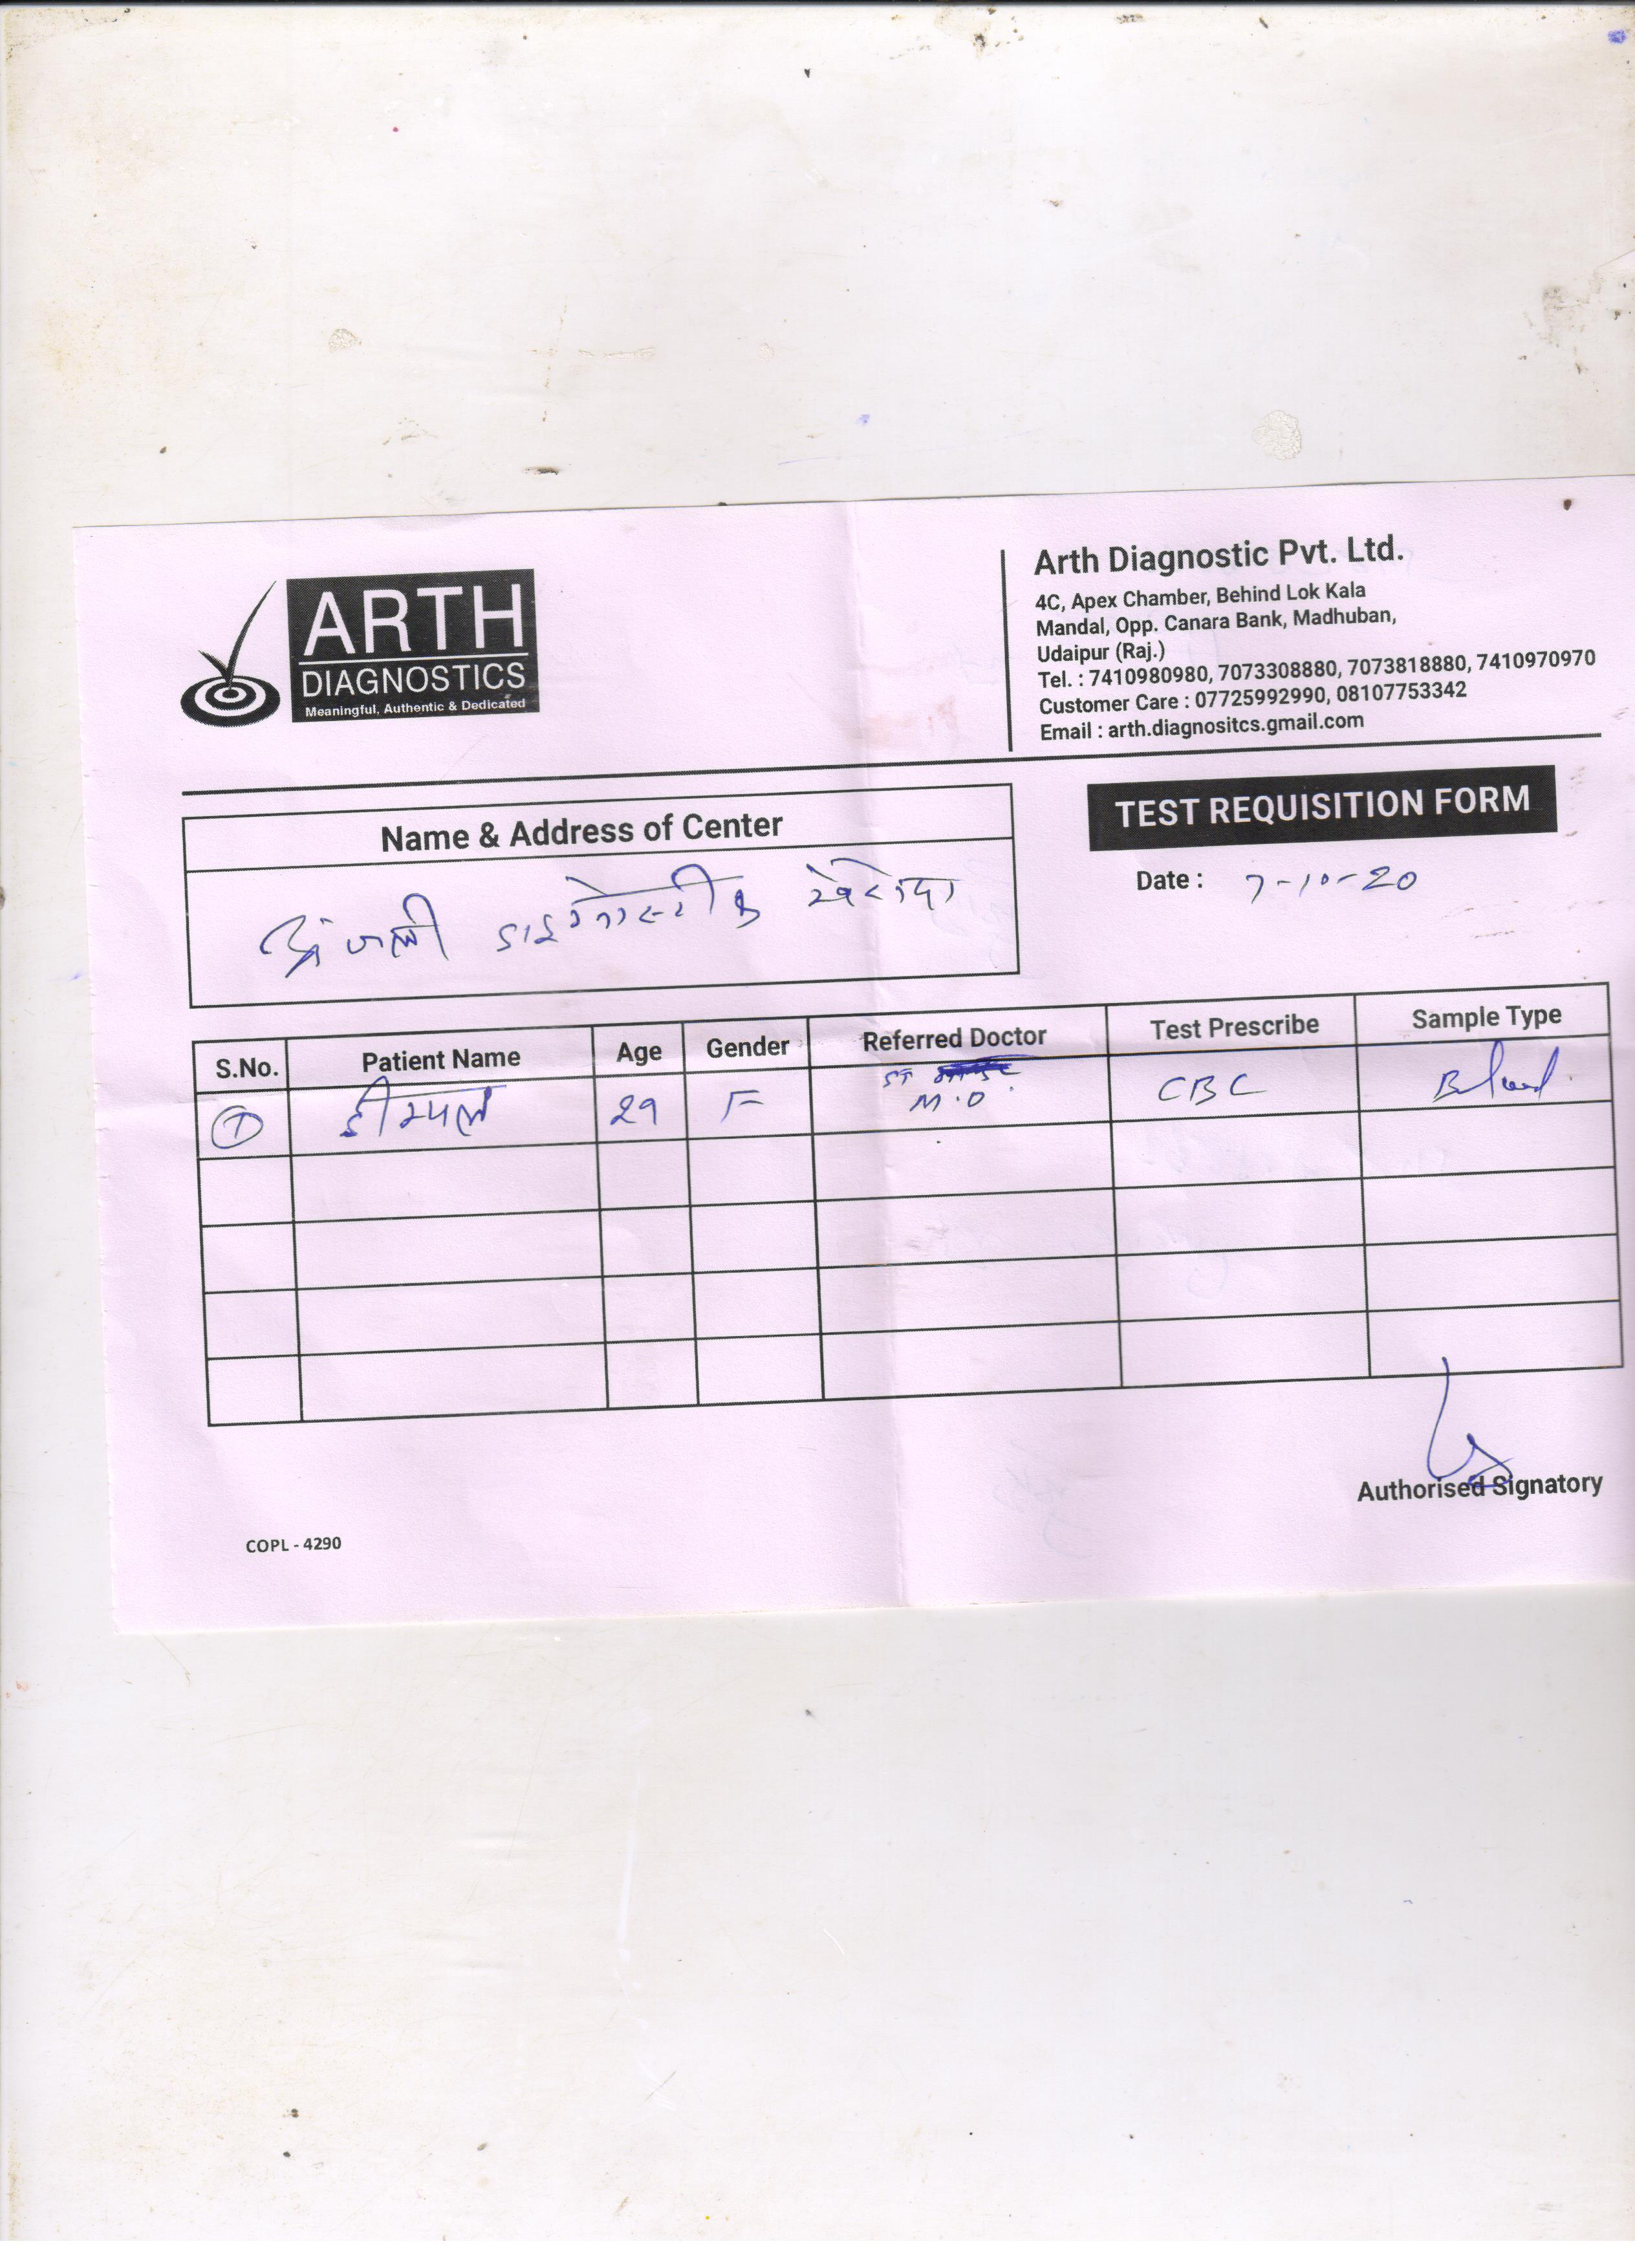 ARTH
DIAGNOSTICS
Meaningful, Authentic & Dedicated
Arth Diagnostic Pvt. Ltd.
4C, Apex Chamber, Behind Lok Kala
Mandal, Opp. Canara Bank, Madhuban,
Udaipur (Raj.)
Tel. : 7410980980, 7073308880, 7073818880, 7410970970
Customer Care : 07725992990, 08107753342
Email : arth.diagnositcs.gmail.com
Name & Address of Center
TEST REQUISITION FORM
Date : 7-10-20
S.No. Patient Name Age Gender Referred Doctor Test Prescribe Sample Type
1 29 F M.O. CBC Blood
Authorised Signatory
COPL - 4290